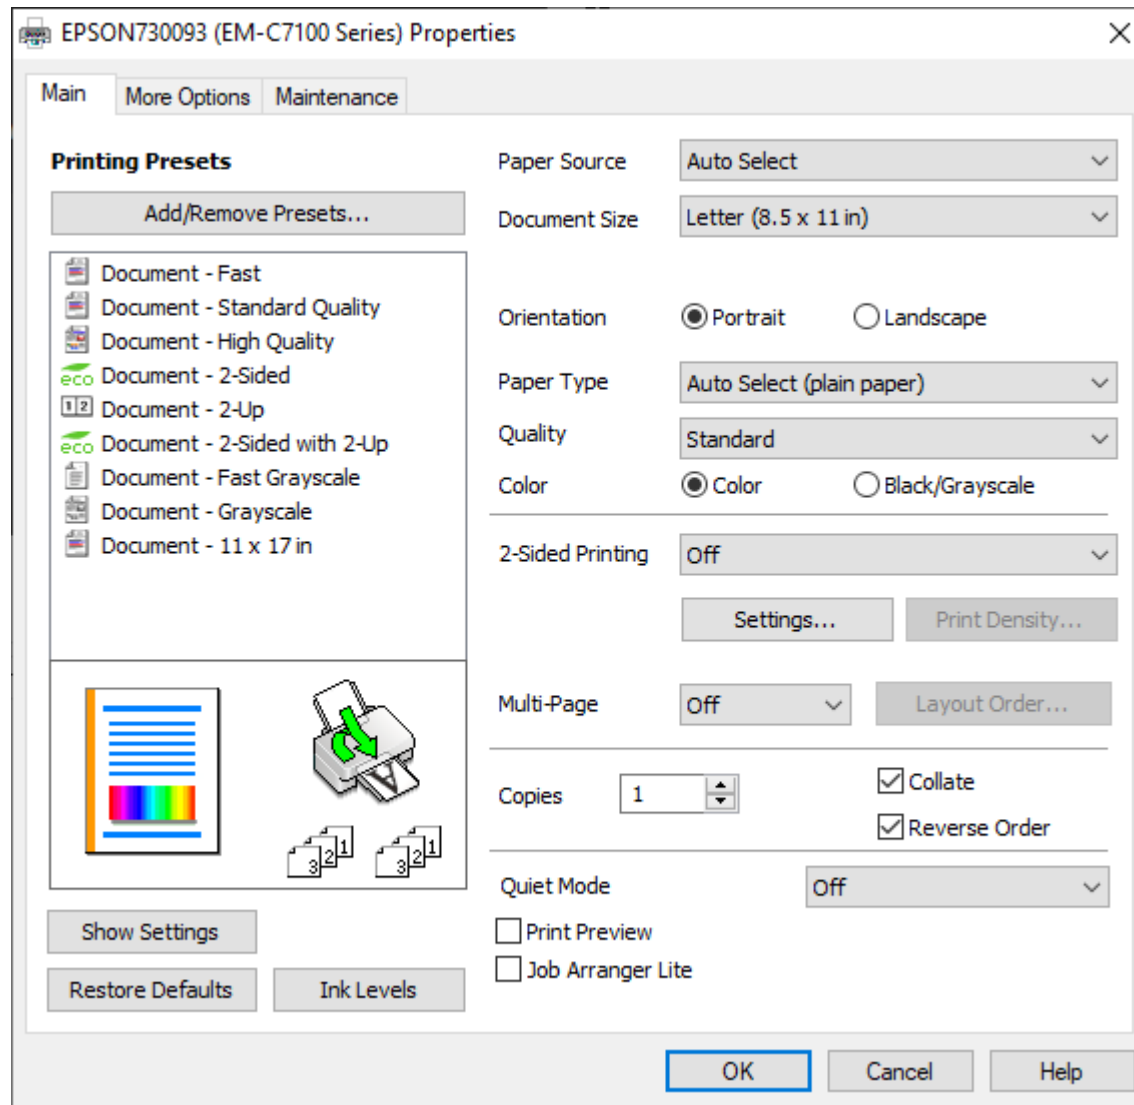 EPSON730093 (EM-C7100 Series) Properties
Main More Options Maintenance
Printing Presets
Add/Remove Presets...
Document - Fast
Document - Standard Quality
Document - High Quality
eco Document - 2-Sided
1 2 Document - 2-Up
eco Document - 2-Sided with 2-Up
Document - Fast Grayscale
Document - Grayscale
Document - 11 x 17 in
A
3 2 1 3 2 1
Show Settings
Restore Defaults Ink Levels
Paper Source Auto Select
Document Size Letter (8.5 x 11 in)
Orientation Portrait Landscape
Paper Type Auto Select (plain paper)
Quality Standard
Color Color Black/Grayscale
2-Sided Printing Off
Settings... Print Density...
Multi-Page Off Layout Order...
Copies 1 Collate
Reverse Order
Quiet Mode Off
Print Preview
Job Arranger Lite
OK Cancel Help